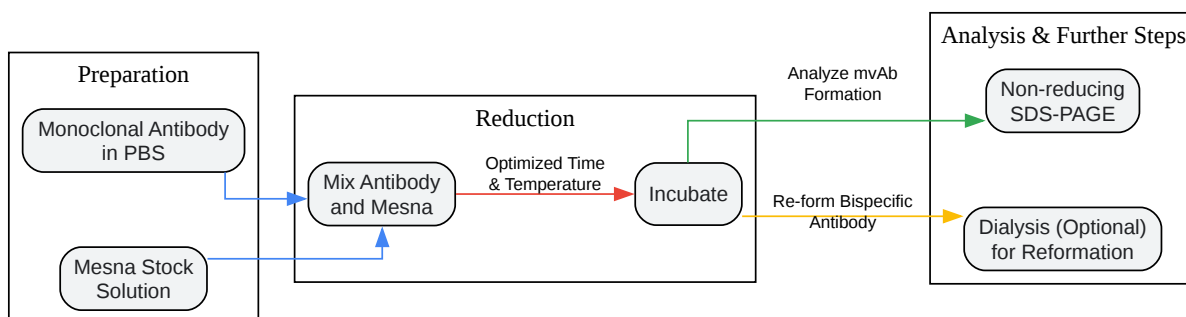 Preparation
Monoclonal Antibody
in PBS
Mesna Stock
Solution
Reduction
Mix Antibody
and Mesna
Optimized Time
& Temperature
Incubate
Analyze mvAb
Formation
Re-form Bispecific
Antibody
Analysis & Further Steps
Non-reducing
SDS-PAGE
Dialysis (Optional)
for Reformation